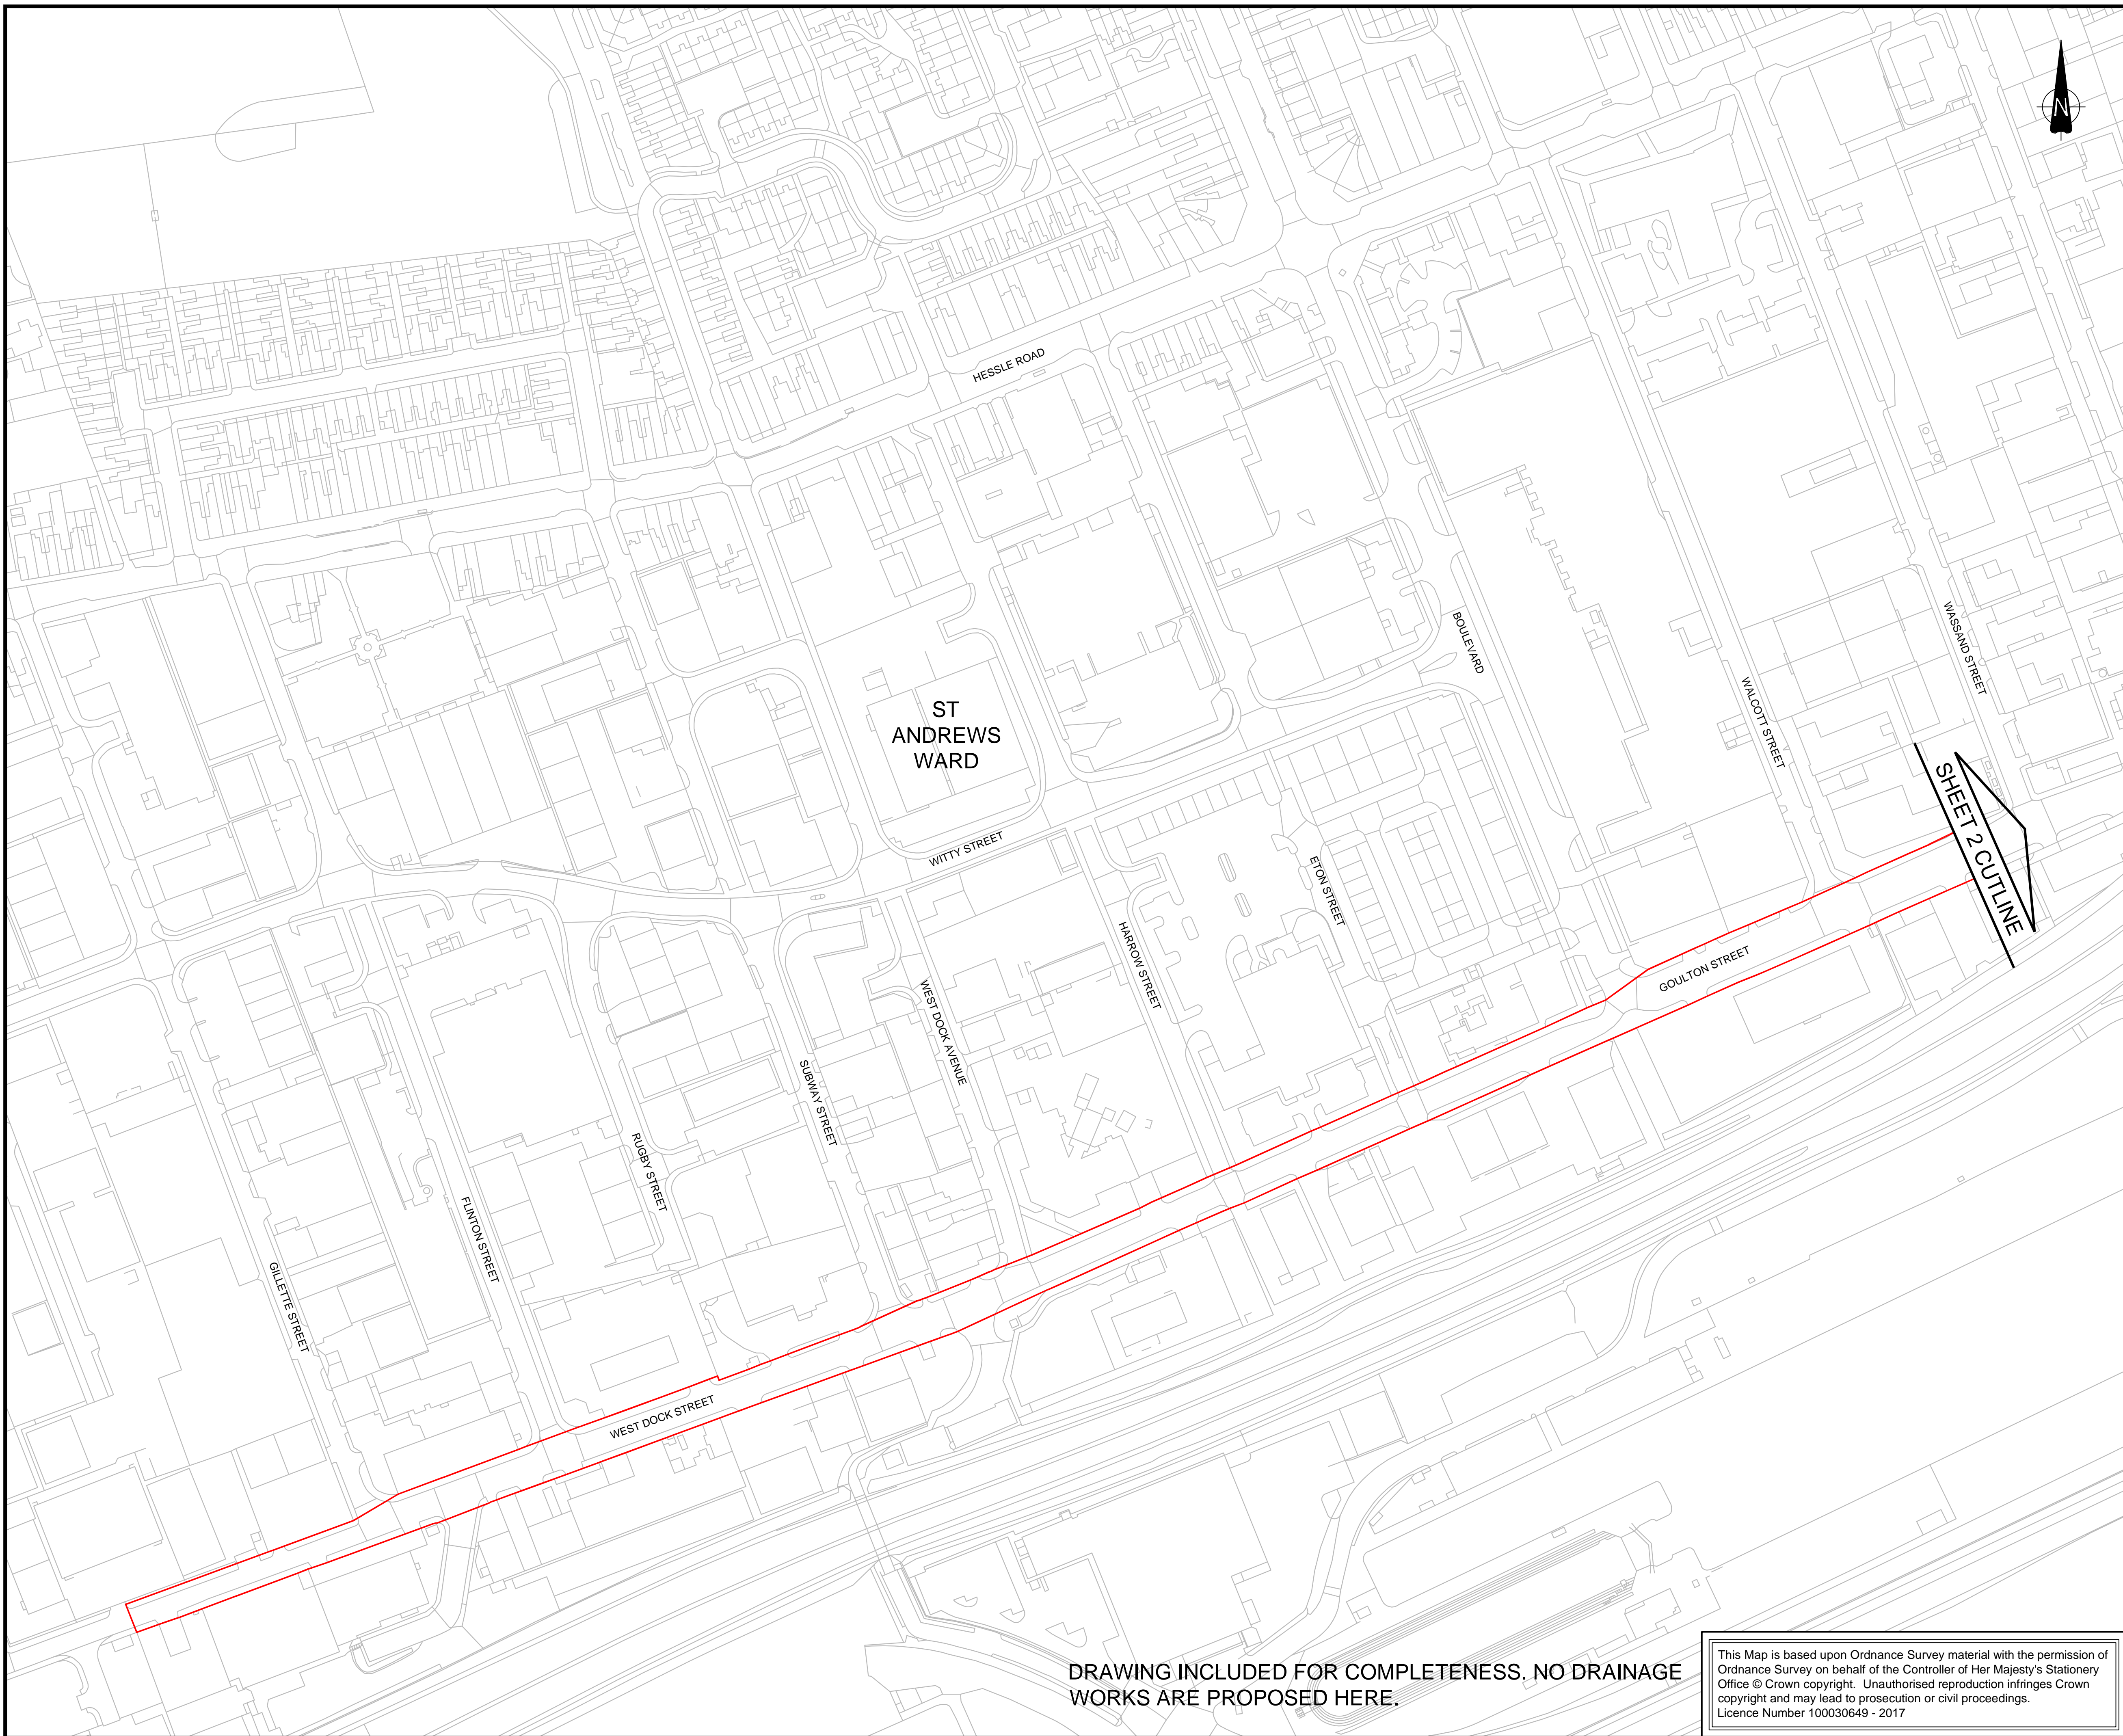 N
HESSLE ROAD
BOULEVARD
WASSAND STREET
WALCOTT STREET
ST
ANDREWS
WARD
SHEET 2 CUTLINE
WITTY STREET
ETON STREET
HARROW STREET
GOULTON STREET
WEST DOCK AVENUE
SUBWAY STREET
RUGBY STREET
FLINTON STREET
GILLETTE STREET
WEST DOCK STREET
DRAWING INCLUDED FOR COMPLETENESS. NO DRAINAGE
WORKS ARE PROPOSED HERE.
This Map is based upon Ordnance Survey material with the permission of
Ordnance Survey on behalf of the Controller of Her Majesty's Stationery
Office © Crown copyright.  Unauthorised reproduction infringes Crown
copyright and may lead to prosecution or civil proceedings.
Licence Number 100030649 - 2017